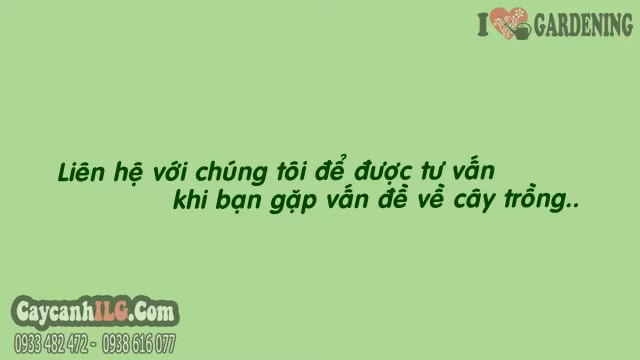 I GARDENING
Liên hệ với chúng tôi để được tư vấn
khi bạn gặp vấn đề về cây trồng..
CaycanhILG.Com
0933 482 472 - 0938 616 077